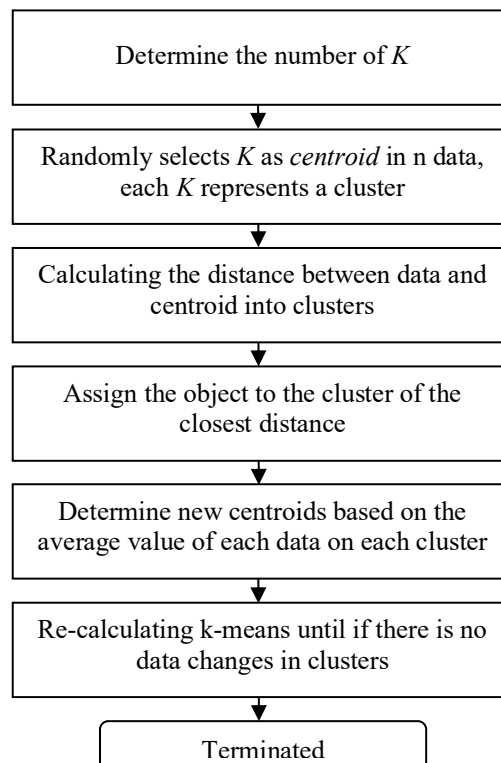 Determine the number of K
Randomly selects K as centroid in n data,
each K represents a cluster
Calculating the distance between data and
centroid into clusters
Assign the object to the cluster of the
closest distance
Determine new centroids based on the
average value of each data on each cluster
Re-calculating k-means until if there is no
data changes in clusters
Terminated